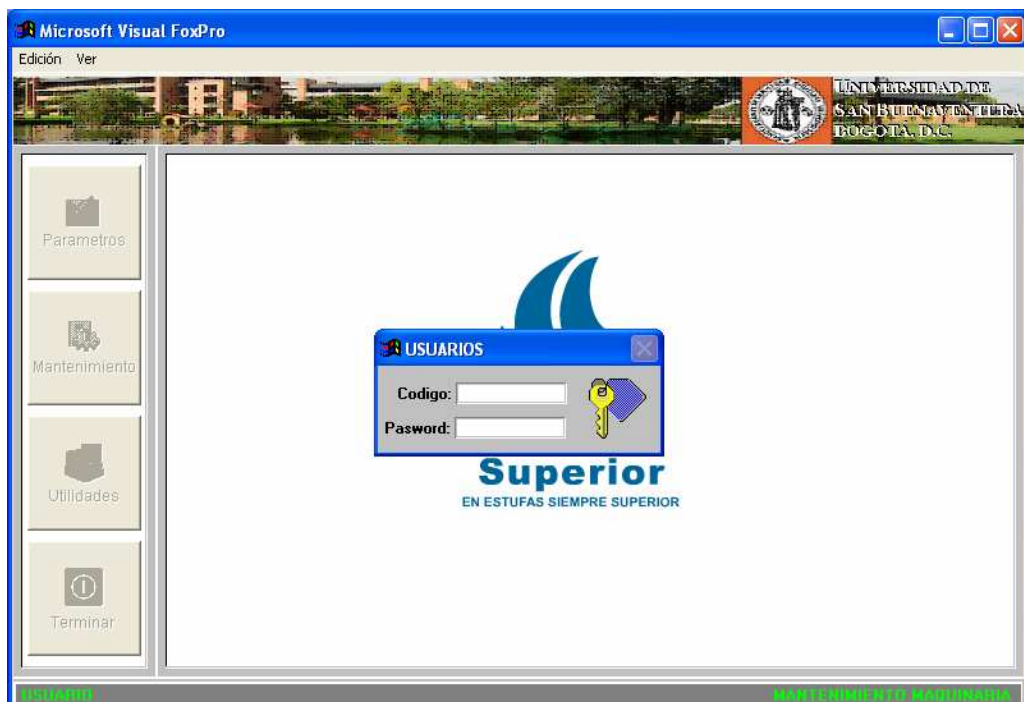 Microsoft Visual FoxPro
Edición Ver
UNIVERSIDAD DE
SAN BUENAVENTURA
BOGOTA, D.C.
Parametros
Mantenimiento
Utilidades
Terminar
USUARIOS
Codigo:
Pasword:
Superior
EN ESTUFAS SIEMPRE SUPERIOR
USUARIO
MANTENIMIENTO MAQUINARIA